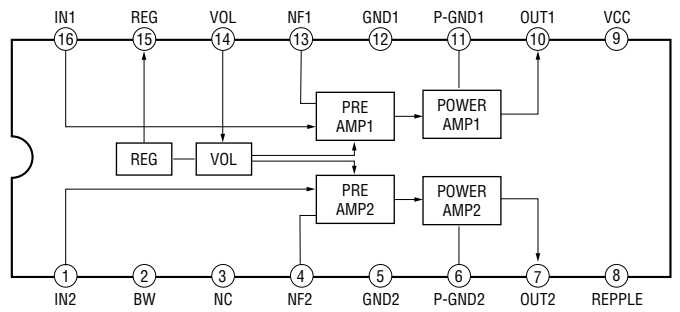 IN1 REG VOL NF1 GND1 P-GND1 OUT1 VCC
16 15 14 13 12 11 10 9
PRE
AMP1
POWER
AMP1
REG
VOL
PRE
AMP2
POWER
AMP2
1 2 3 4 5 6 7 8
IN2 BW NC NF2 GND2 P-GND2 OUT2 REPPLE